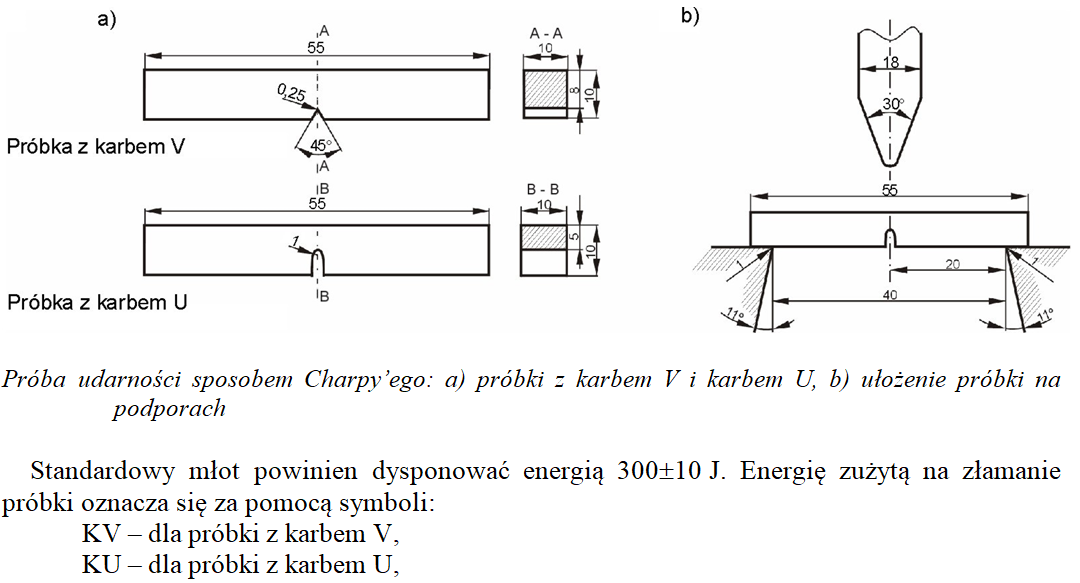 a)
A
55
A - A
10
0,25
8
10
45°
A
Próbka z karbem V
B
55
B - B
10
1
5
10
B
Próbka z karbem U
b)
18
30°
55
1
20
1
40
11°
11°
Próba udarności sposobem Charpy’ego: a) próbki z karbem V i karbem U, b) ułożenie próbki na
podporach
Standardowy młot powinien dysponować energią 300±10 J. Energię zużytą na złamanie
próbki oznacza się za pomocą symboli:
KV – dla próbki z karbem V,
KU – dla próbki z karbem U,